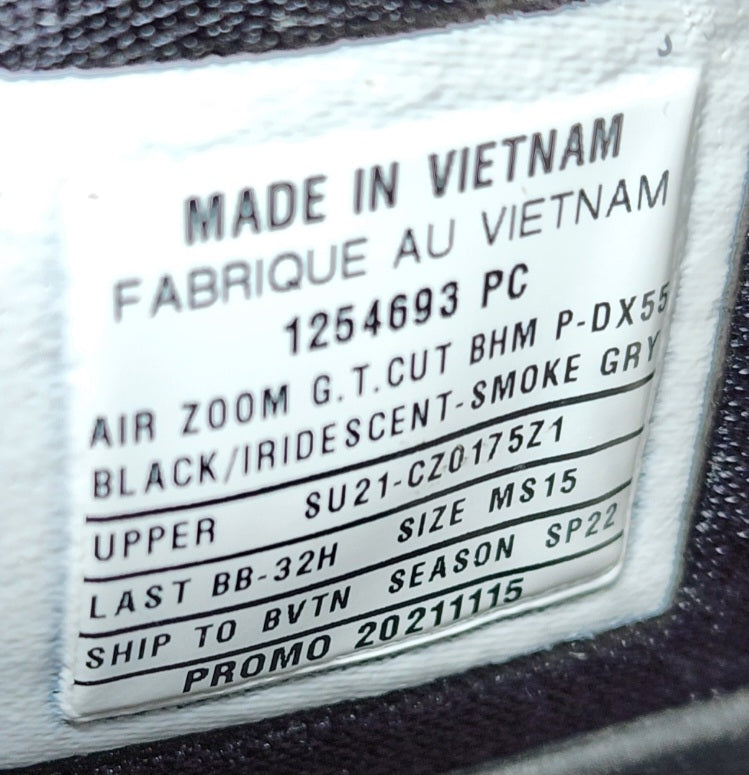 MADE IN VIETNAM
FABRIQUE AU VIETNAM
1254693 PC
AIR ZOOM G.T.CUT BHM P-DX55
BLACK/IRIDESCENT-SMOKE GRY
UPPER SU21-CZ0175Z1
LAST BB-32H SIZE MS15
SHIP TO BVTN SEASON SP22
PROMO 20211115